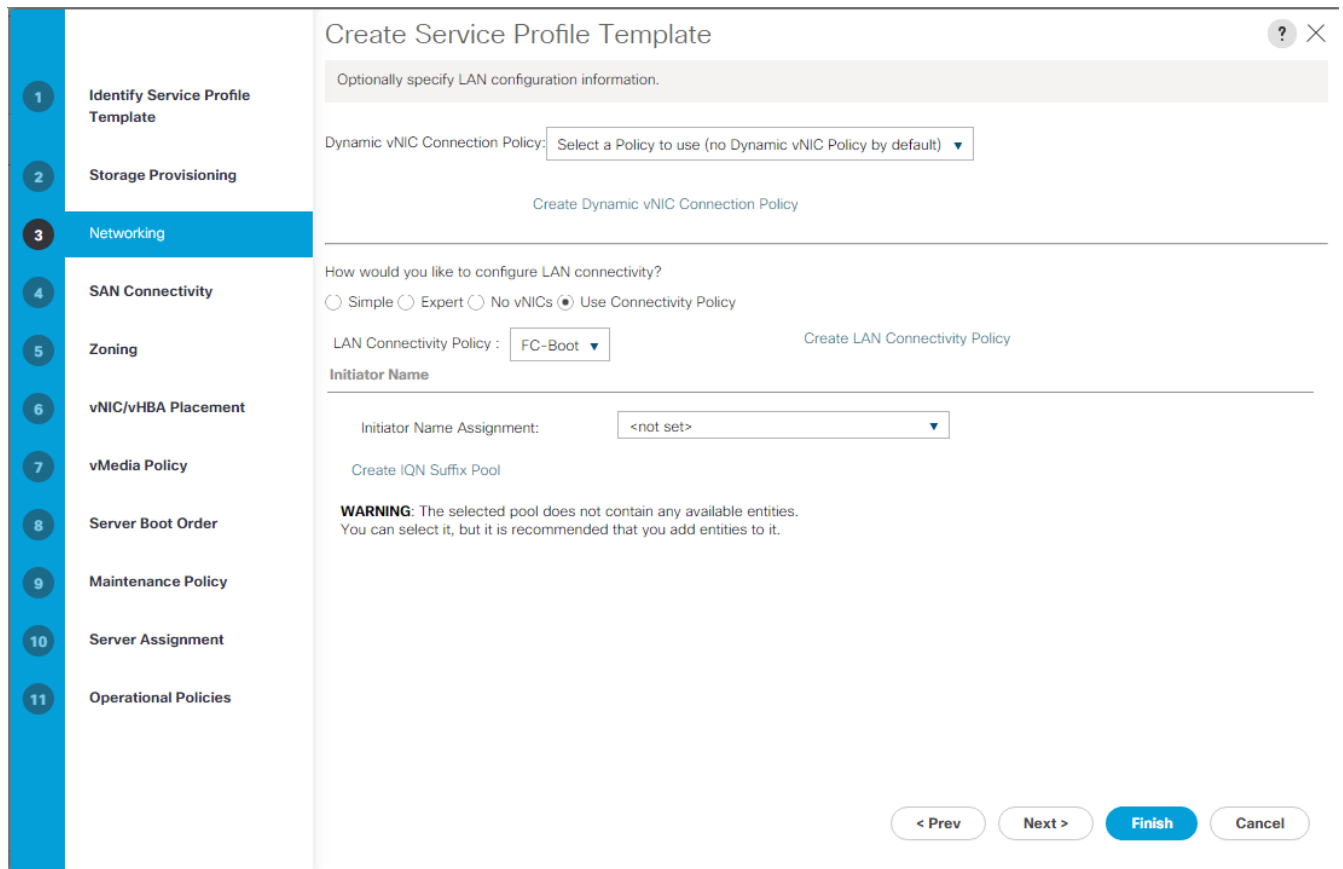 Create Service Profile Template
?
Optionally specify LAN configuration information.
1
Identify Service Profile
Template
2
Storage Provisioning
3
Networking
4
SAN Connectivity
5
Zoning
6
vNIC/vHBA Placement
7
vMedia Policy
8
Server Boot Order
9
Maintenance Policy
10
Server Assignment
11
Operational Policies
Dynamic vNIC Connection Policy: Select a Policy to use (no Dynamic vNIC Policy by default)
Create Dynamic vNIC Connection Policy
How would you like to configure LAN connectivity?
Simple Expert No vNICs Use Connectivity Policy
LAN Connectivity Policy : FC-Boot
Create LAN Connectivity Policy
Initiator Name
Initiator Name Assignment: <not set>
Create IQN Suffix Pool
WARNING: The selected pool does not contain any available entities.
You can select it, but it is recommended that you add entities to it.
< Prev
Next >
Finish
Cancel